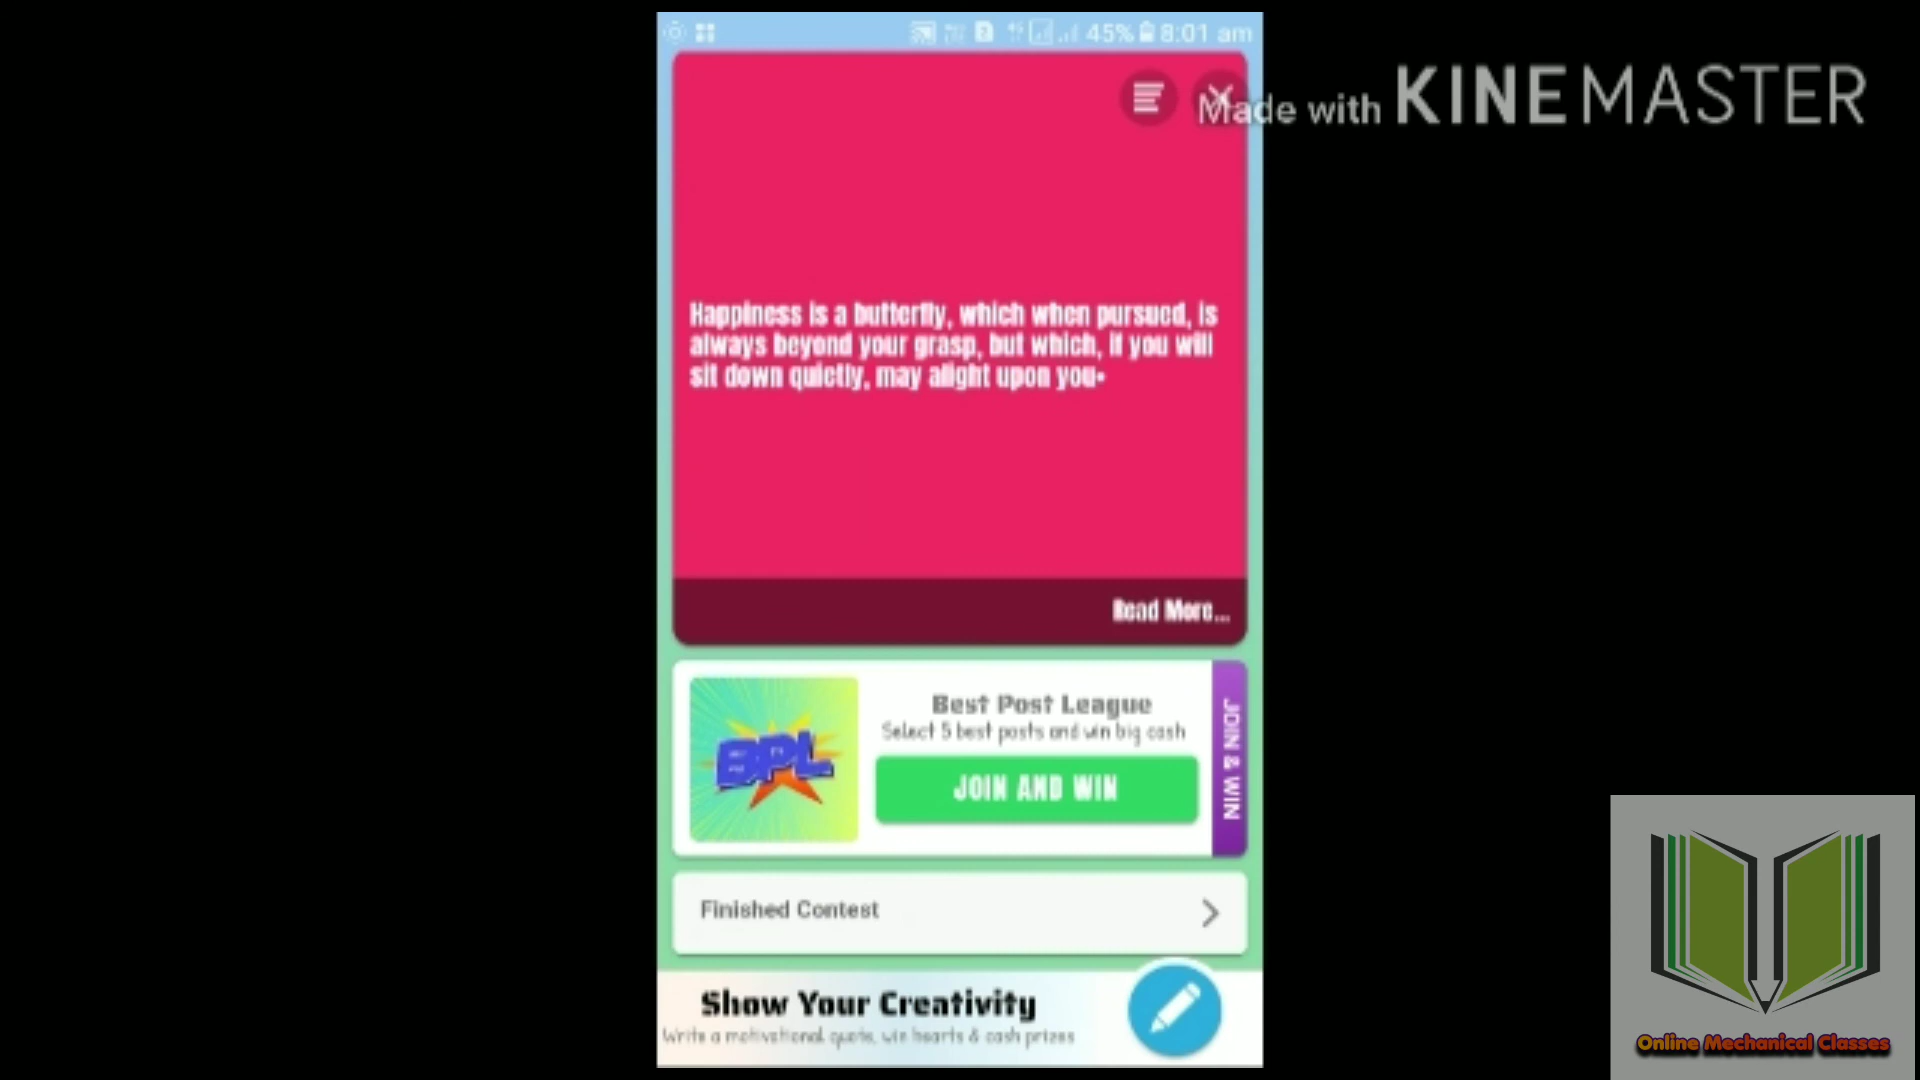 45% 8:01 am
Made with KINEMASTER
Happiness is a butterfly, which when pursued, is
always beyond your grasp, but which, if you will
sit down quietly, may alight upon you•
Read More...
BPL
Best Post League
Select 5 best posts and win big cash
JOIN AND WIN
JOIN & WIN
Finished Contest
Show Your Creativity
Write a motivational quote, win hearts & cash prizes
Online Mechanical Classes